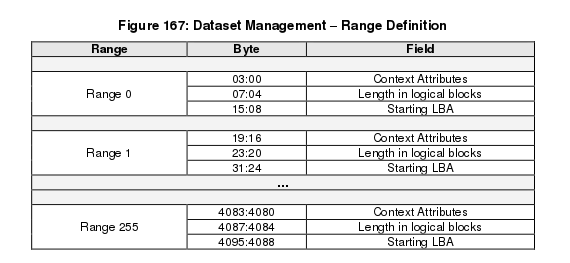 Figure 167: Dataset Management – Range Definition
Range Byte Field
03:00 Context Attributes
Range 0 07:04 Length in logical blocks
15:08 Starting LBA
19:16 Context Attributes
Range 1 23:20 Length in logical blocks
31:24 Starting LBA
...
4083:4080 Context Attributes
Range 255 4087:4084 Length in logical blocks
4095:4088 Starting LBA